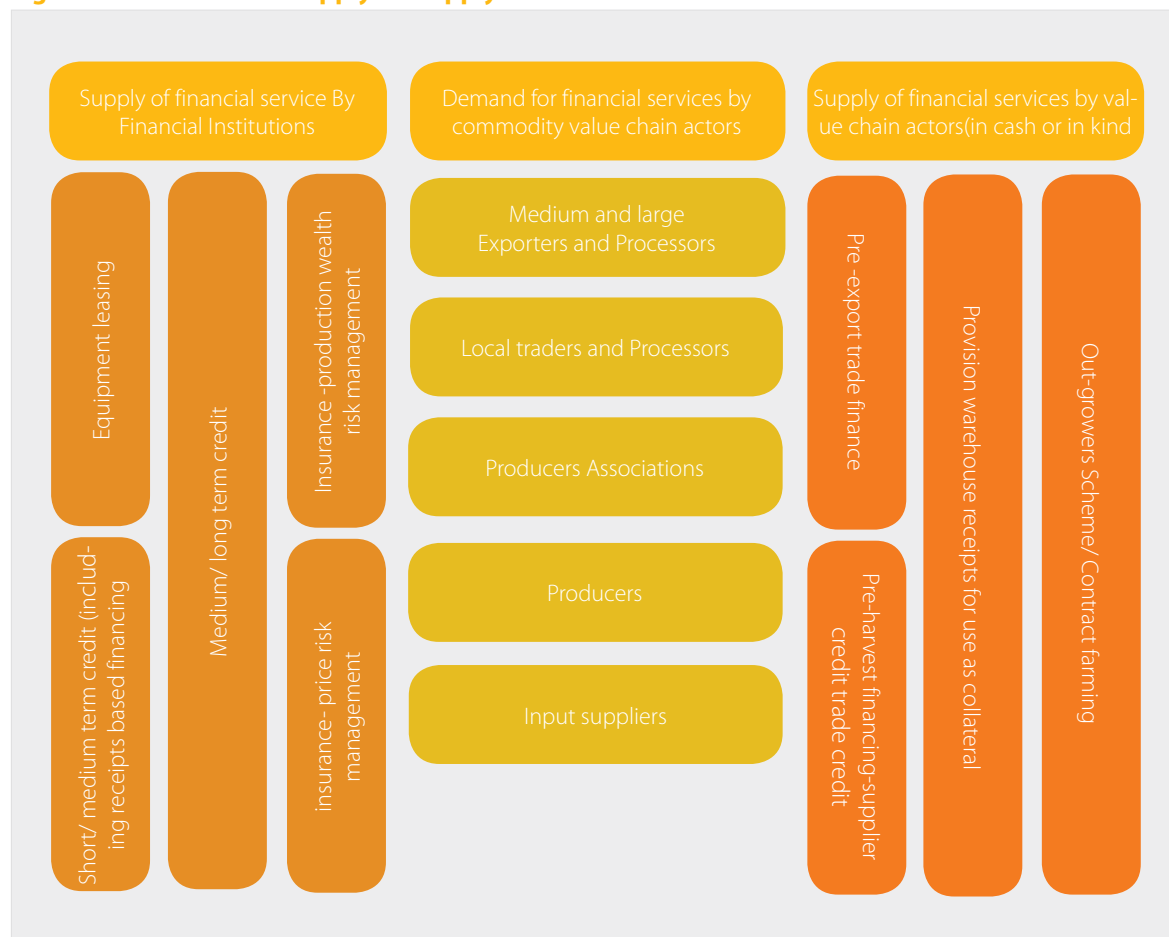 Supply of financial service By
Financial Institutions
Demand for financial services by
commodity value chain actors
Supply of financial services by val-
ue chain actors(in cash or in kind
Equipment leasing
Short/ medium term credit (includ-
ing receipts based financing
Medium/ long term credit
Insurance -production wealth
risk management
insurance- price risk
management
Medium and large
Exporters and Processors
Local traders and Processors
Producers Associations
Producers
Input suppliers
Pre -export trade finance
Pre-harvest financing-supplier
credit trade credit
Provision warehouse receipts for use as collateral
Out-growers Scheme/ Contract farming